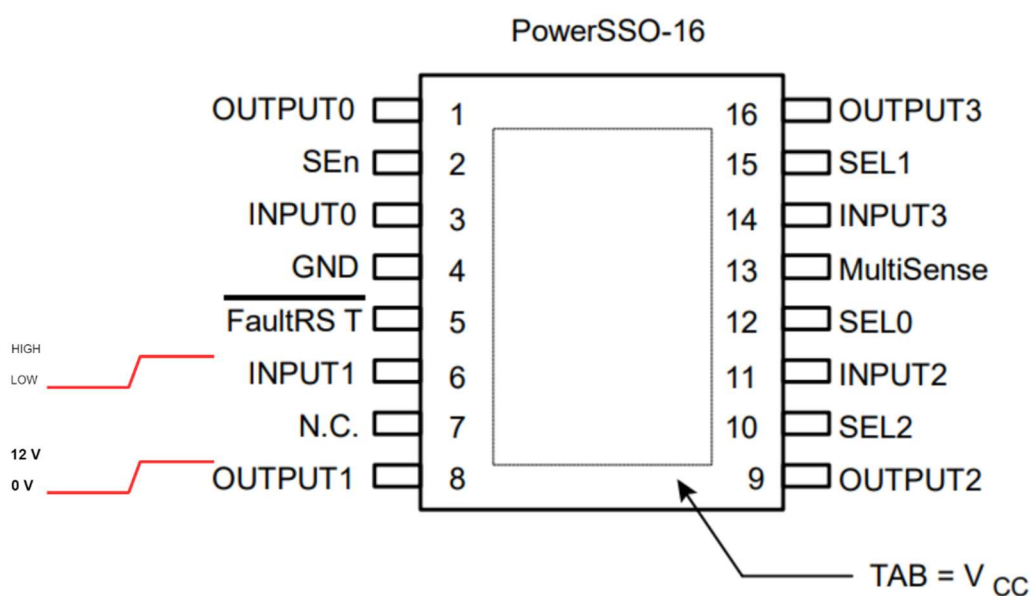 PowerSSO-16
OUTPUT0 1 16 OUTPUT3
SEn 2 15 SEL1
INPUT0 3 14 INPUT3
GND 4 13 MultiSense
FaultRS T 5 12 SEL0
HIGH
LOW
INPUT1 6 11 INPUT2
N.C. 7 10 SEL2
12 V
0 V
OUTPUT1 8 9 OUTPUT2
TAB = V CC